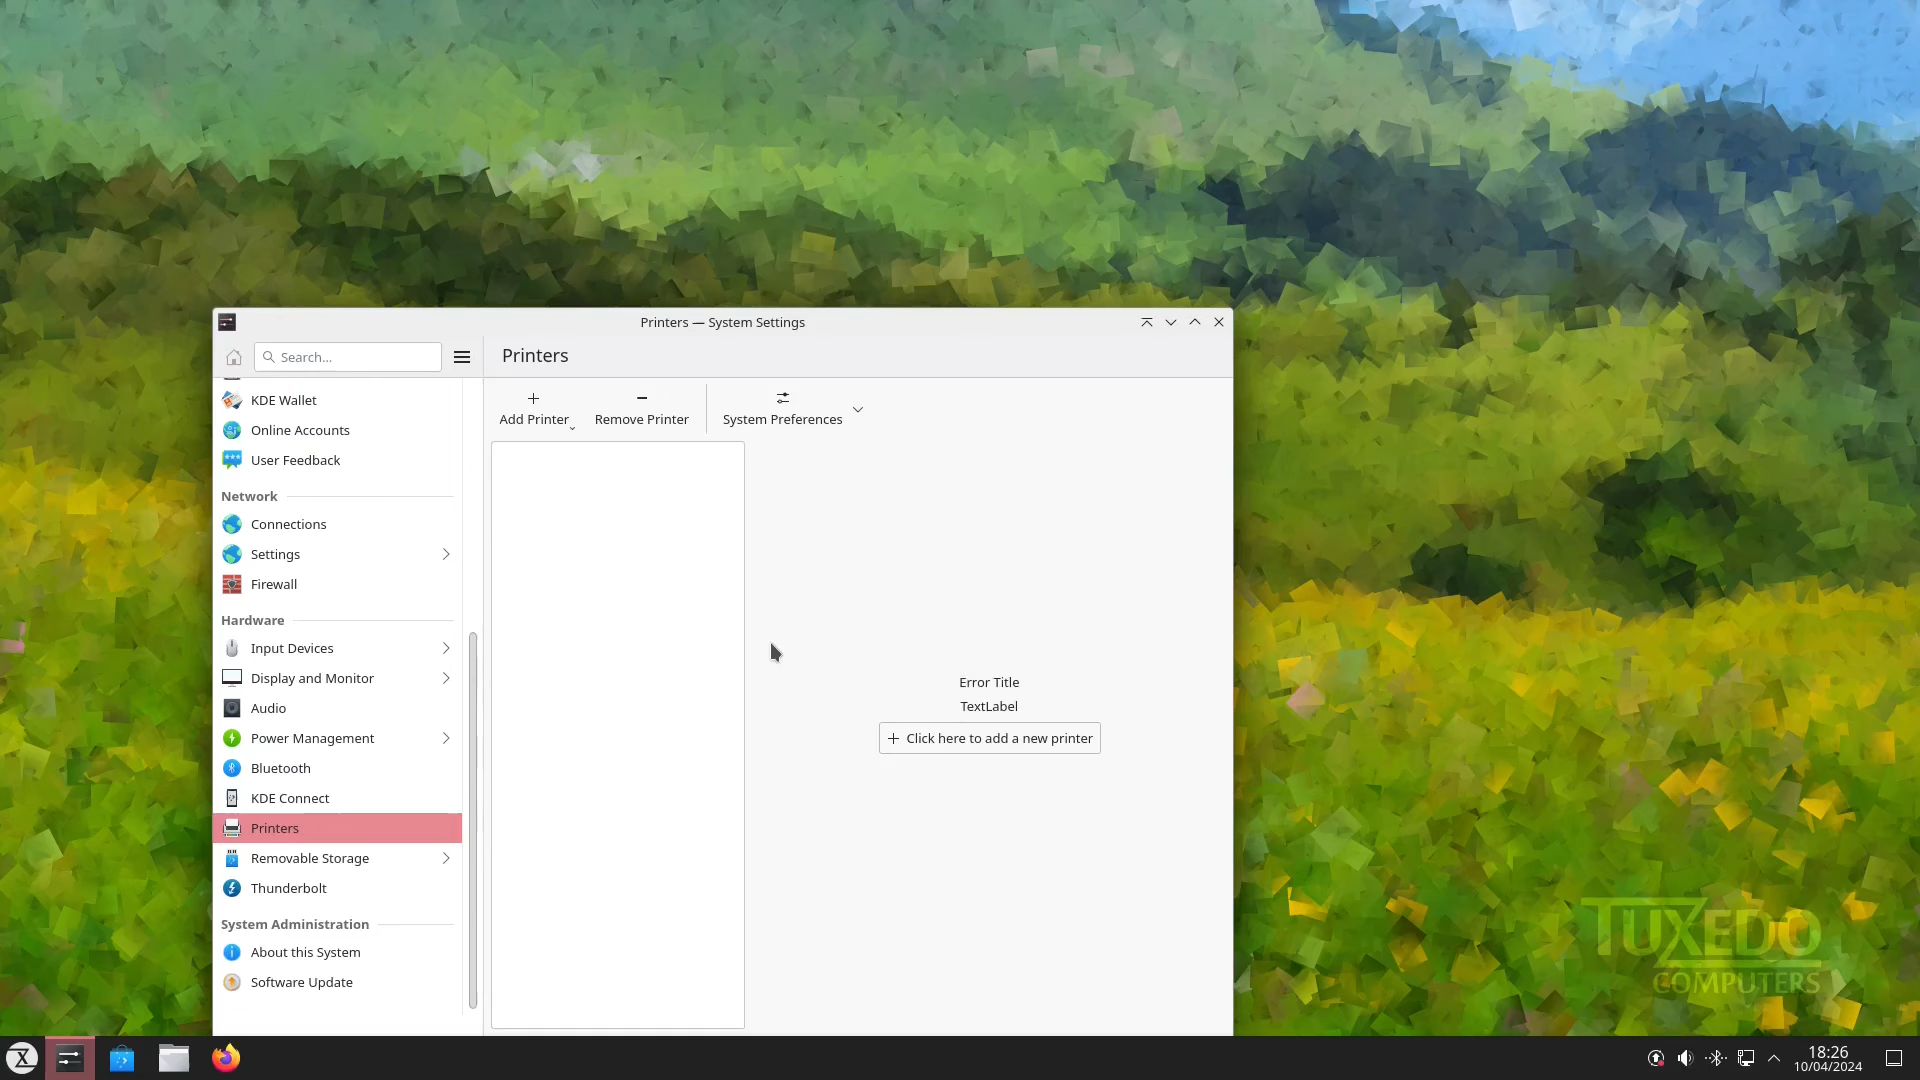 Printers — System Settings
Search...
Printers
Add Printer
Remove Printer
System Preferences
KDE Wallet
Online Accounts
User Feedback
Network
Connections
Settings
Firewall
Hardware
Input Devices
Display and Monitor
Audio
Power Management
Bluetooth
KDE Connect
Printers
Removable Storage
Thunderbolt
System Administration
About this System
Software Update
Error Title
TextLabel
Click here to add a new printer
TUXEDO
COMPUTERS
18:26
10/04/2024